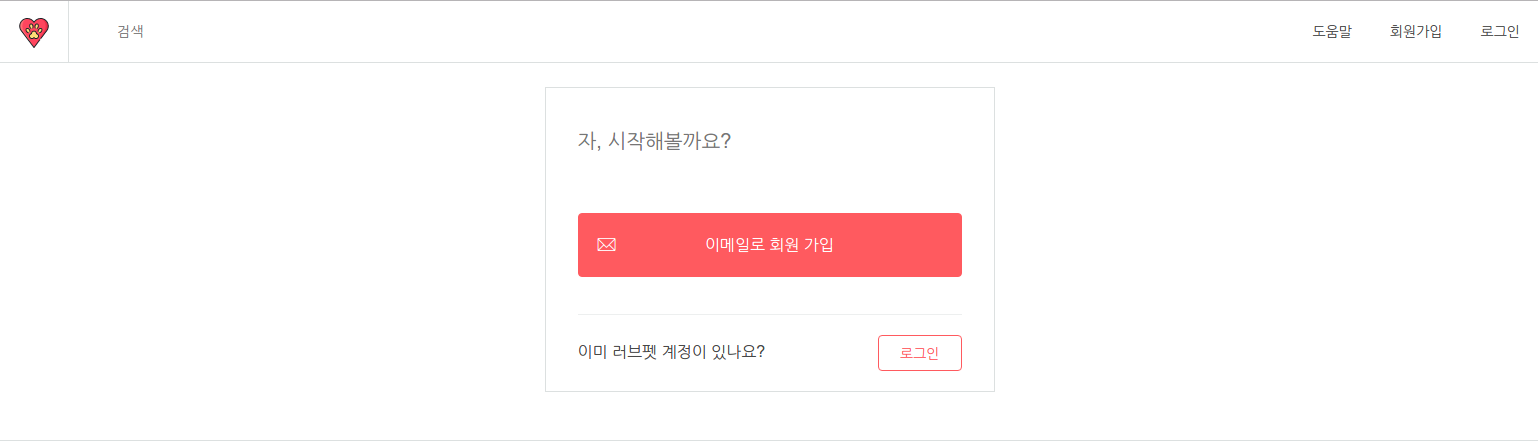 검색
도움말
회원가입
로그인
자, 시작해볼까요?
이메일로 회원 가입
이미 러브펫 계정이 있나요?
로그인